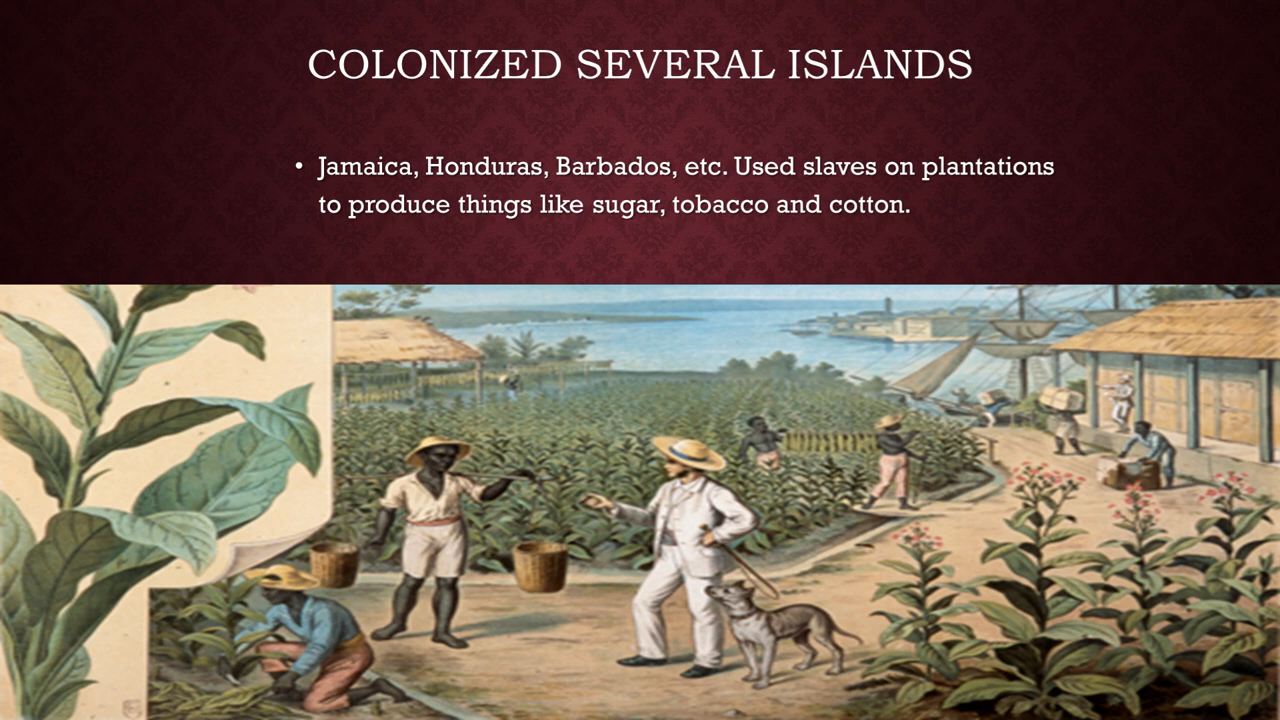 COLONIZED SEVERAL ISLANDS
• Jamaica, Honduras, Barbados, etc. Used slaves on plantations
to produce things like sugar, tobacco and cotton.